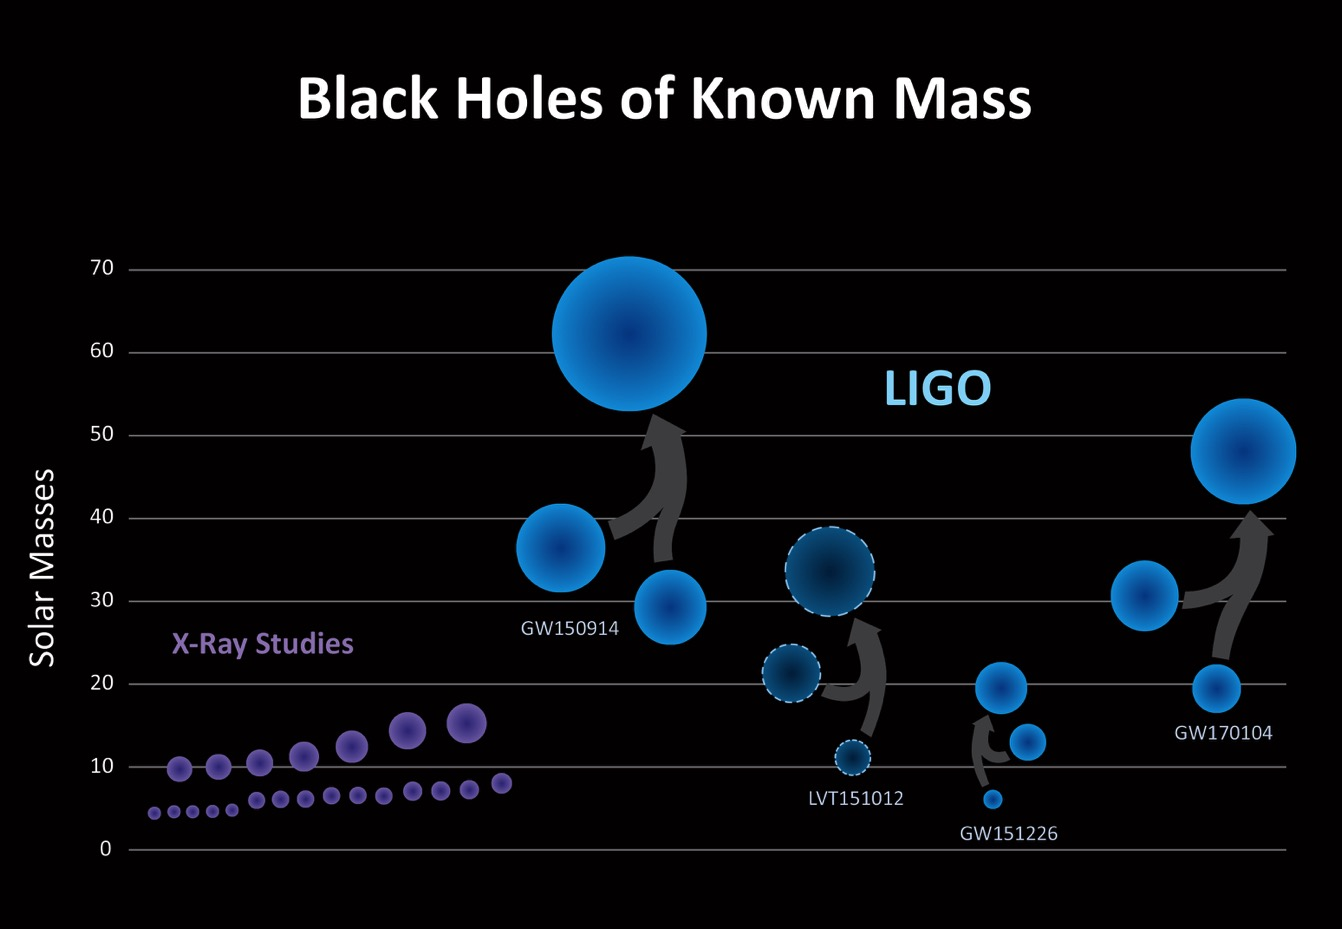 Black Holes of Known Mass
70
60
LIGO
50
40
Solar Masses
30
GW150914
X-Ray Studies
20
GW170104
10
LVT151012
GW151226
0